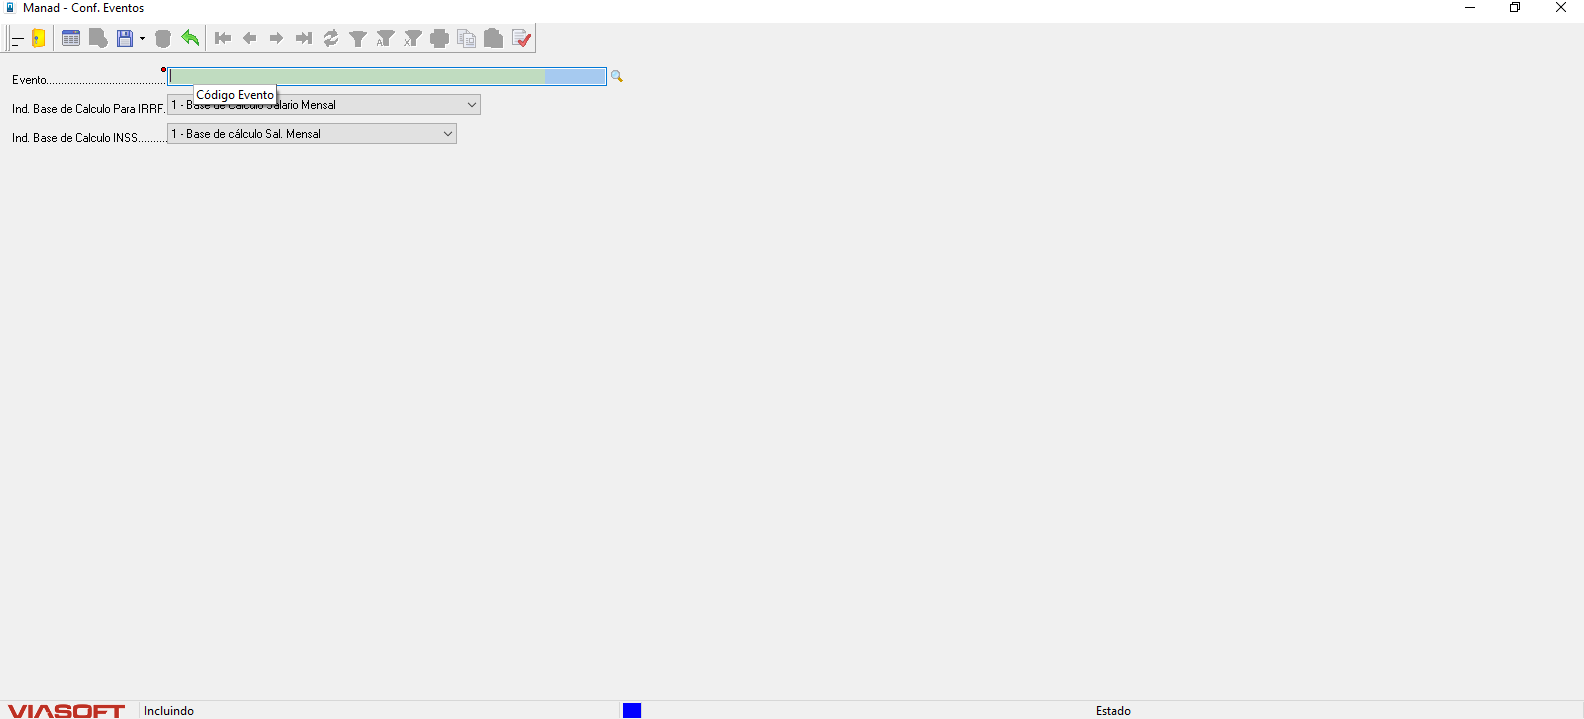 Manad - Conf. Eventos
Evento
Código Evento
Ind. Base de Calculo Para IRRF.
1 - Base de Calculo Salario Mensal
Ind. Base de Calculo INSS
1 - Base de cálculo Sal. Mensal
VIASOFT
Incluindo
Estado